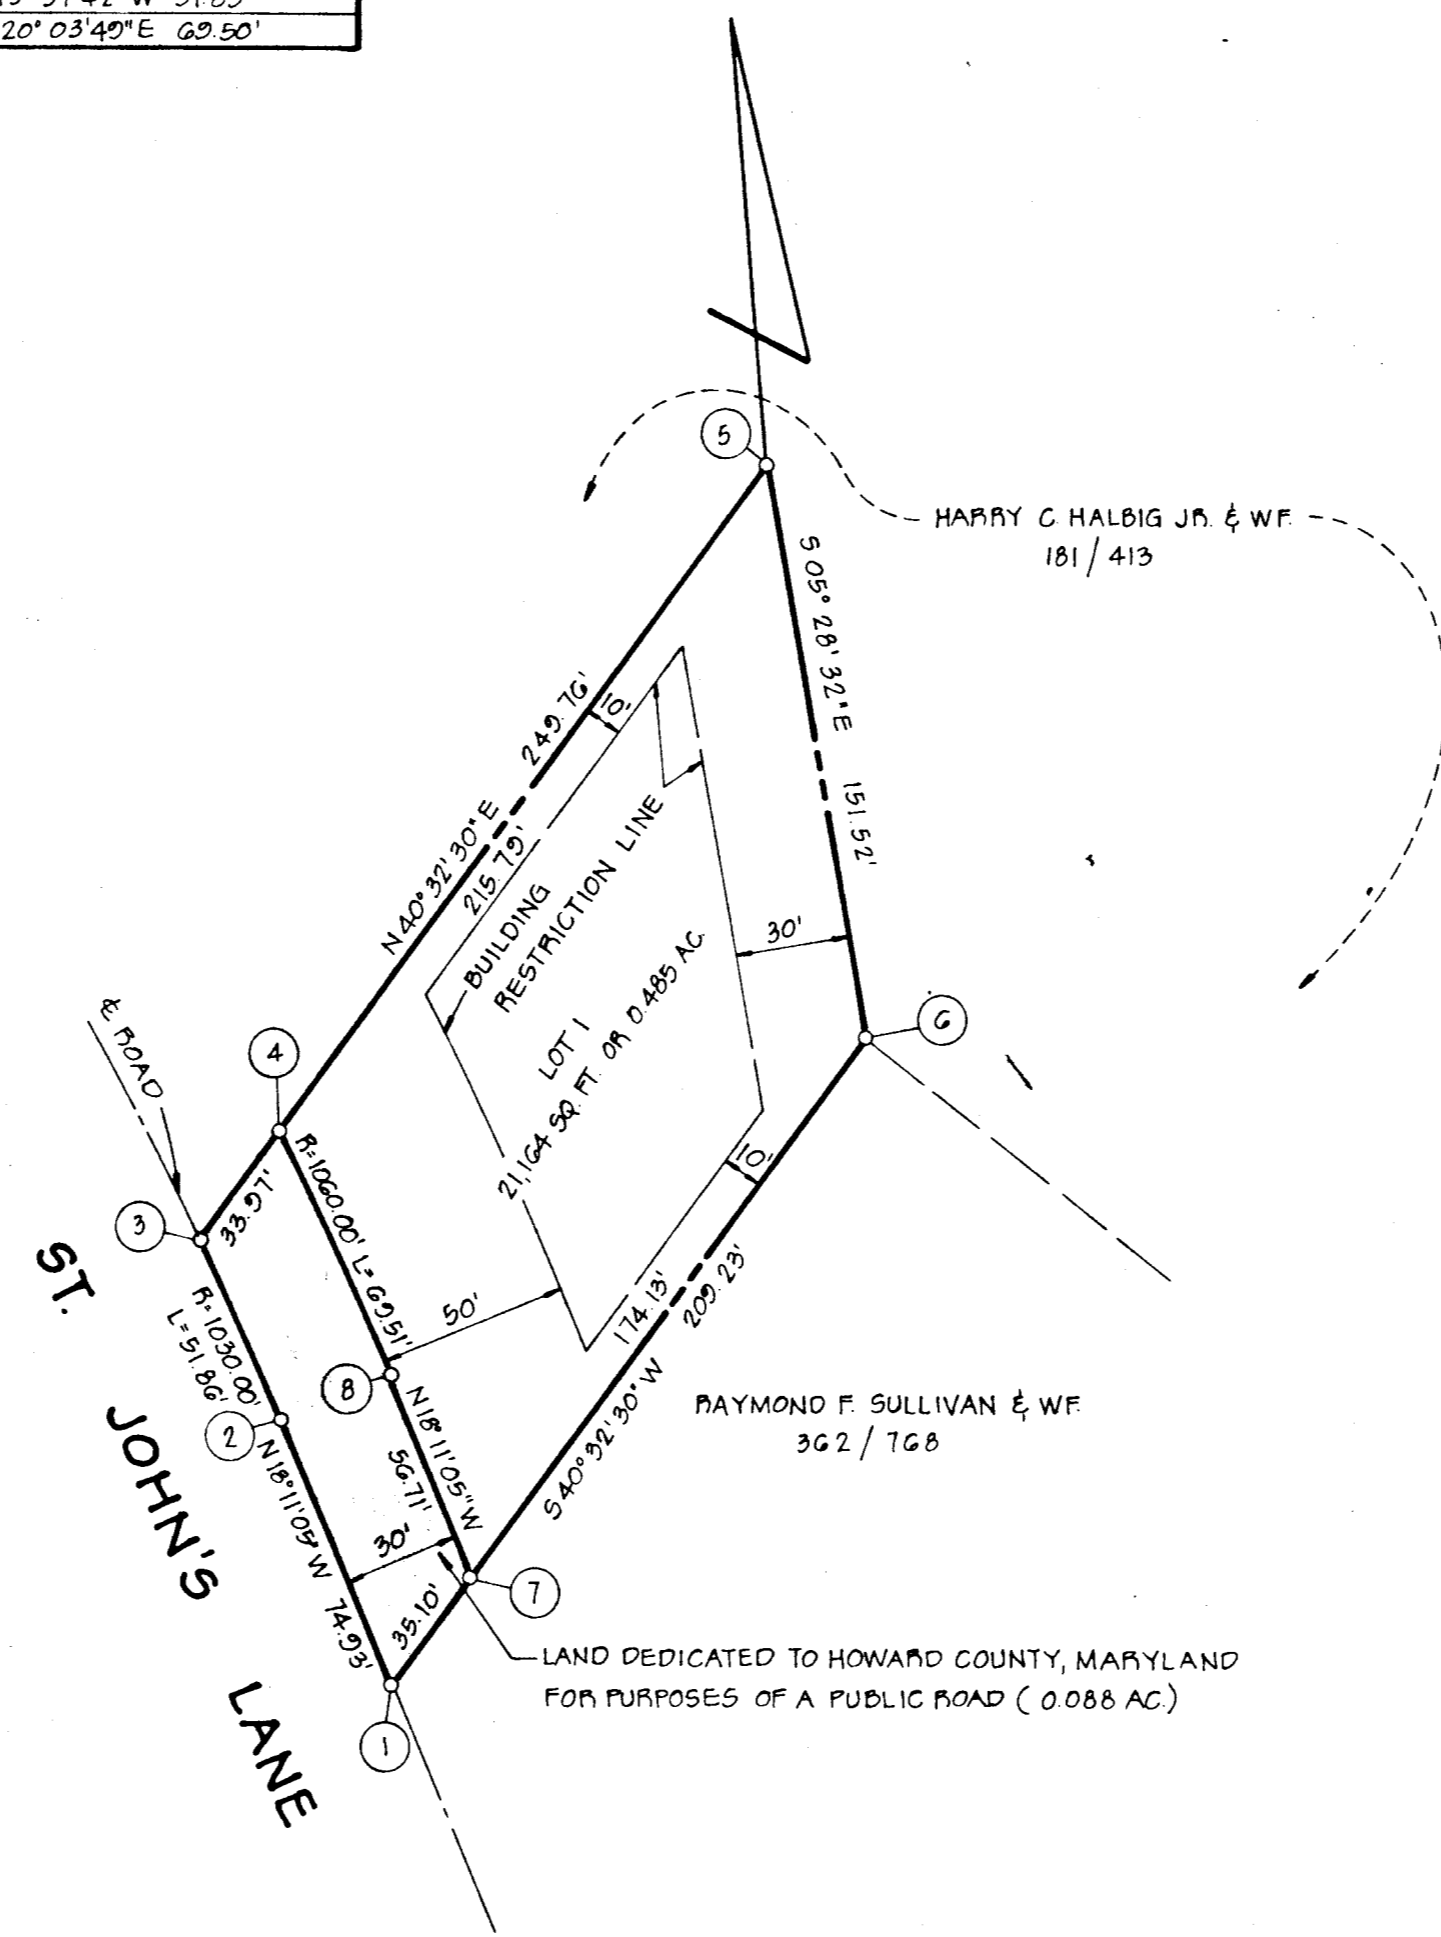 20° 03'49"E 69.50'
5
HARRY C. HALBIG JR. & WF.
181 / 413
S 05° 28' 32" E 151.52'
N 40° 32' 30" E 249.76'
10'
215.79'
BUILDING
RESTRICTION LINE
30'
LOT 1
21,164 SQ. FT. OR 0.485 AC.
6
℄ ROAD
4
3
33.97'
R=1060.00' L=69.51'
R=1030.00'
L=51.86'
50'
10'
174.13'
209.23'
S 40° 32' 30" W
8
2
N 18° 11' 05" W
56.71'
N 18° 11' 05" W 74.93'
30'
RAYMOND F. SULLIVAN & WF.
362 / 768
7
35.10'
1
LAND DEDICATED TO HOWARD COUNTY, MARYLAND
FOR PURPOSES OF A PUBLIC ROAD ( 0.088 AC.)
ST.
JOHN'S
LANE